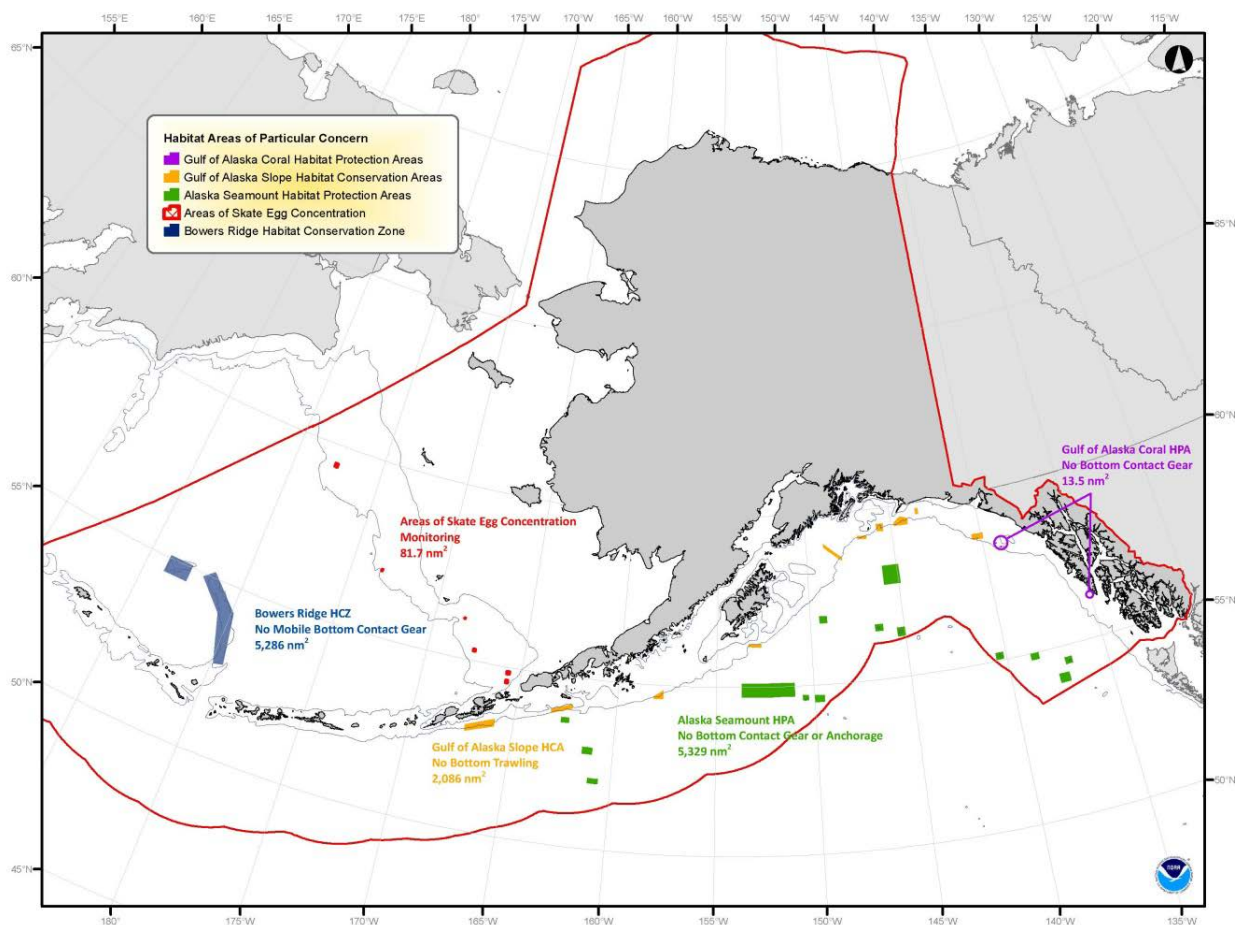 155°E 160°E 165°E 170°E 175°E 180° 175°W 170°W 165°W 160°W 155°W 150°W 145°W 140°W 135°W 130°W 125°W 120°W 115°W
65°N
Habitat Areas of Particular Concern
Gulf of Alaska Coral Habitat Protection Areas
Gulf of Alaska Slope Habitat Conservation Areas
Alaska Seamount Habitat Protection Areas
Areas of Skate Egg Concentration
Bowers Ridge Habitat Conservation Zone
65°N
60°N
60°N
Gulf of Alaska Coral HPA
No Bottom Contact Gear
13.5 nm²
55°N
Areas of Skate Egg Concentration
Monitoring
81.7 nm²
55°N
Bowers Ridge HCZ
No Mobile Bottom Contact Gear
5,286 nm²
50°N
Alaska Seamount HPA
No Bottom Contact Gear or Anchorage
5,329 nm²
Gulf of Alaska Slope HCA
No Bottom Trawling
2,086 nm²
50°N
45°N
NOAA
180° 175°W 170°W 165°W 160°W 155°W 150°W 145°W 140°W 135°W